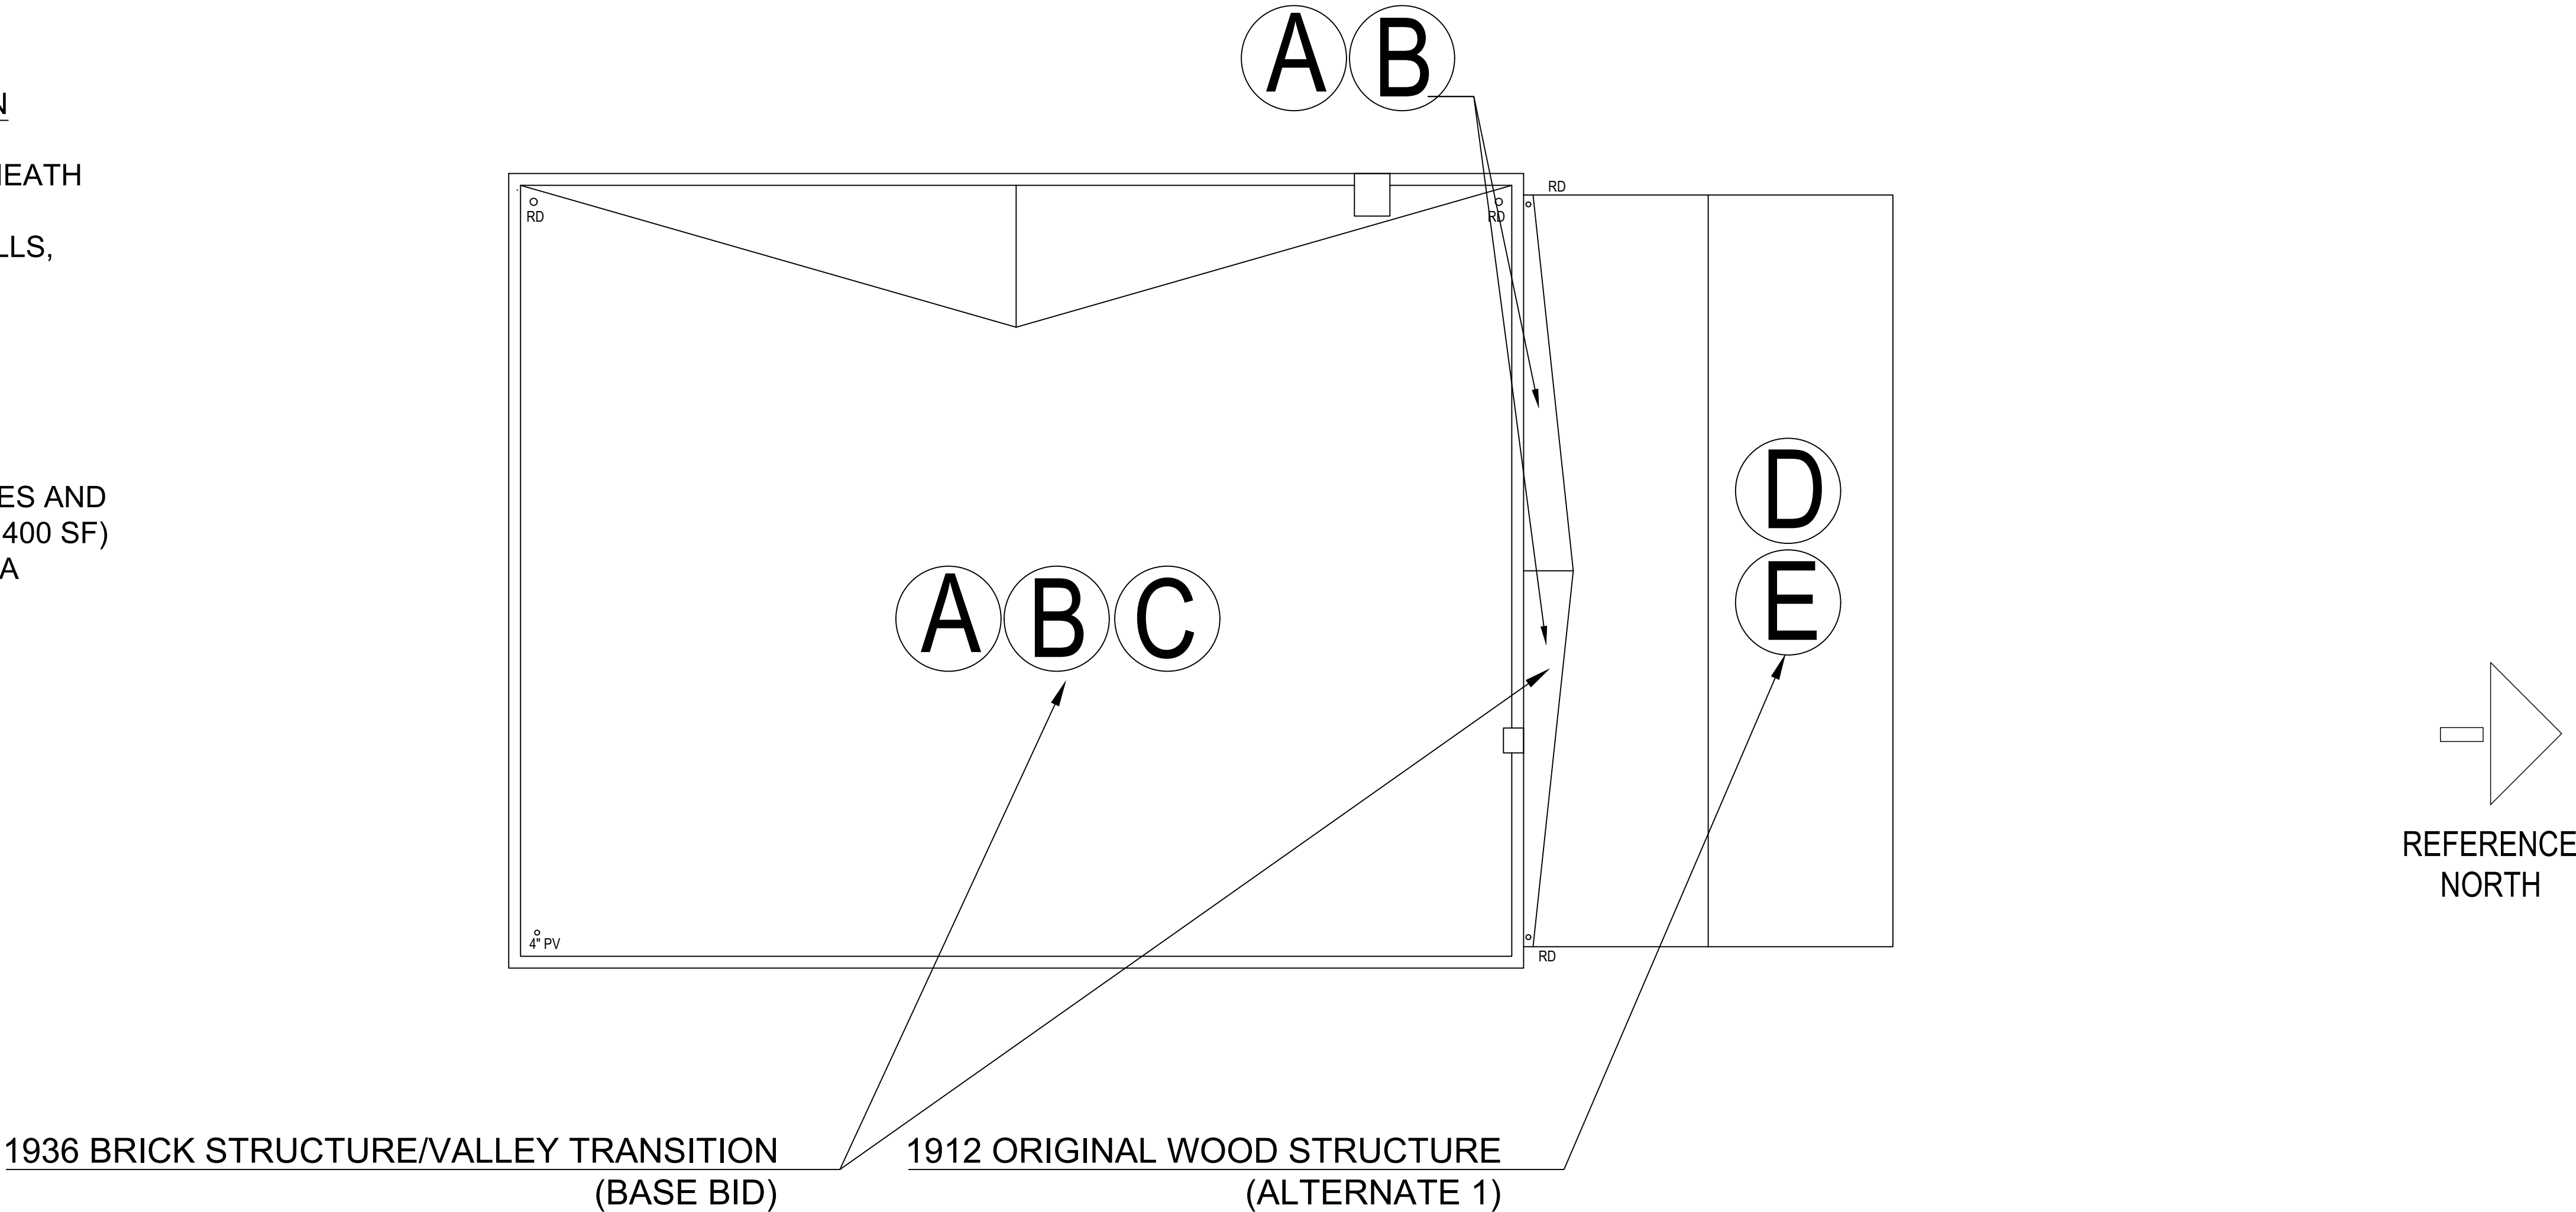 A B
N
RD
RD
RD
EATH
LLS,
D
ES AND
400 SF)
A
E
A B C
REFERENCE
NORTH
4" PV
RD
1936 BRICK STRUCTURE/VALLEY TRANSITION
(BASE BID)
1912 ORIGINAL WOOD STRUCTURE
(ALTERNATE 1)